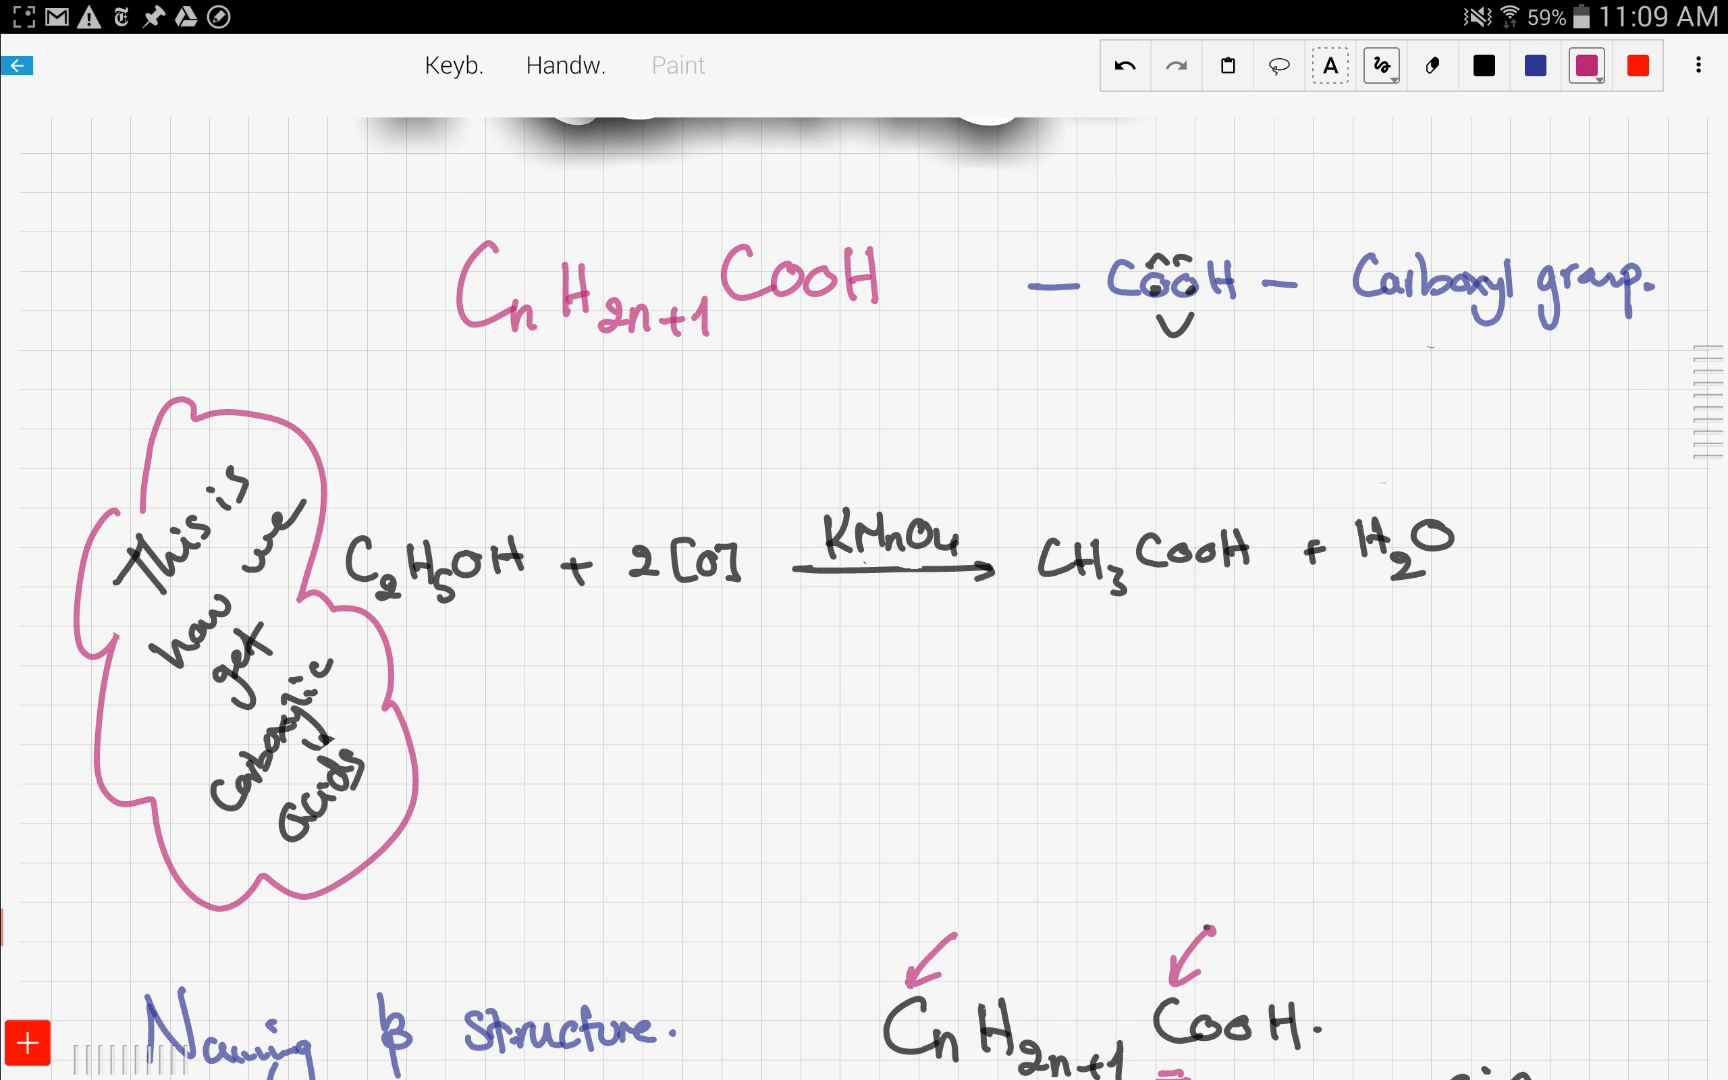 59% 11:09 AM
Keyb. Handw. Paint
A
CnH2n+1COOH — COOH — Carboxyl group.
This is
how we
get
Carboxylic
acids
C2H5OH + 2[O] KMnO4 → CH3COOH + H2O
Naming & structure. CnH2n+1 COOH.